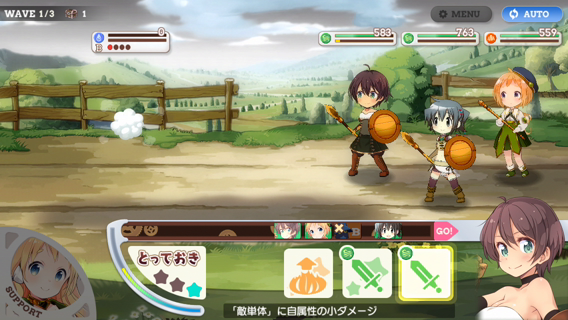 WAVE 1/3 1
MENU
AUTO
0
583
763
559
B
GO!
とっておき
SUPPORT
「敵単体」に自属性の小ダメージ